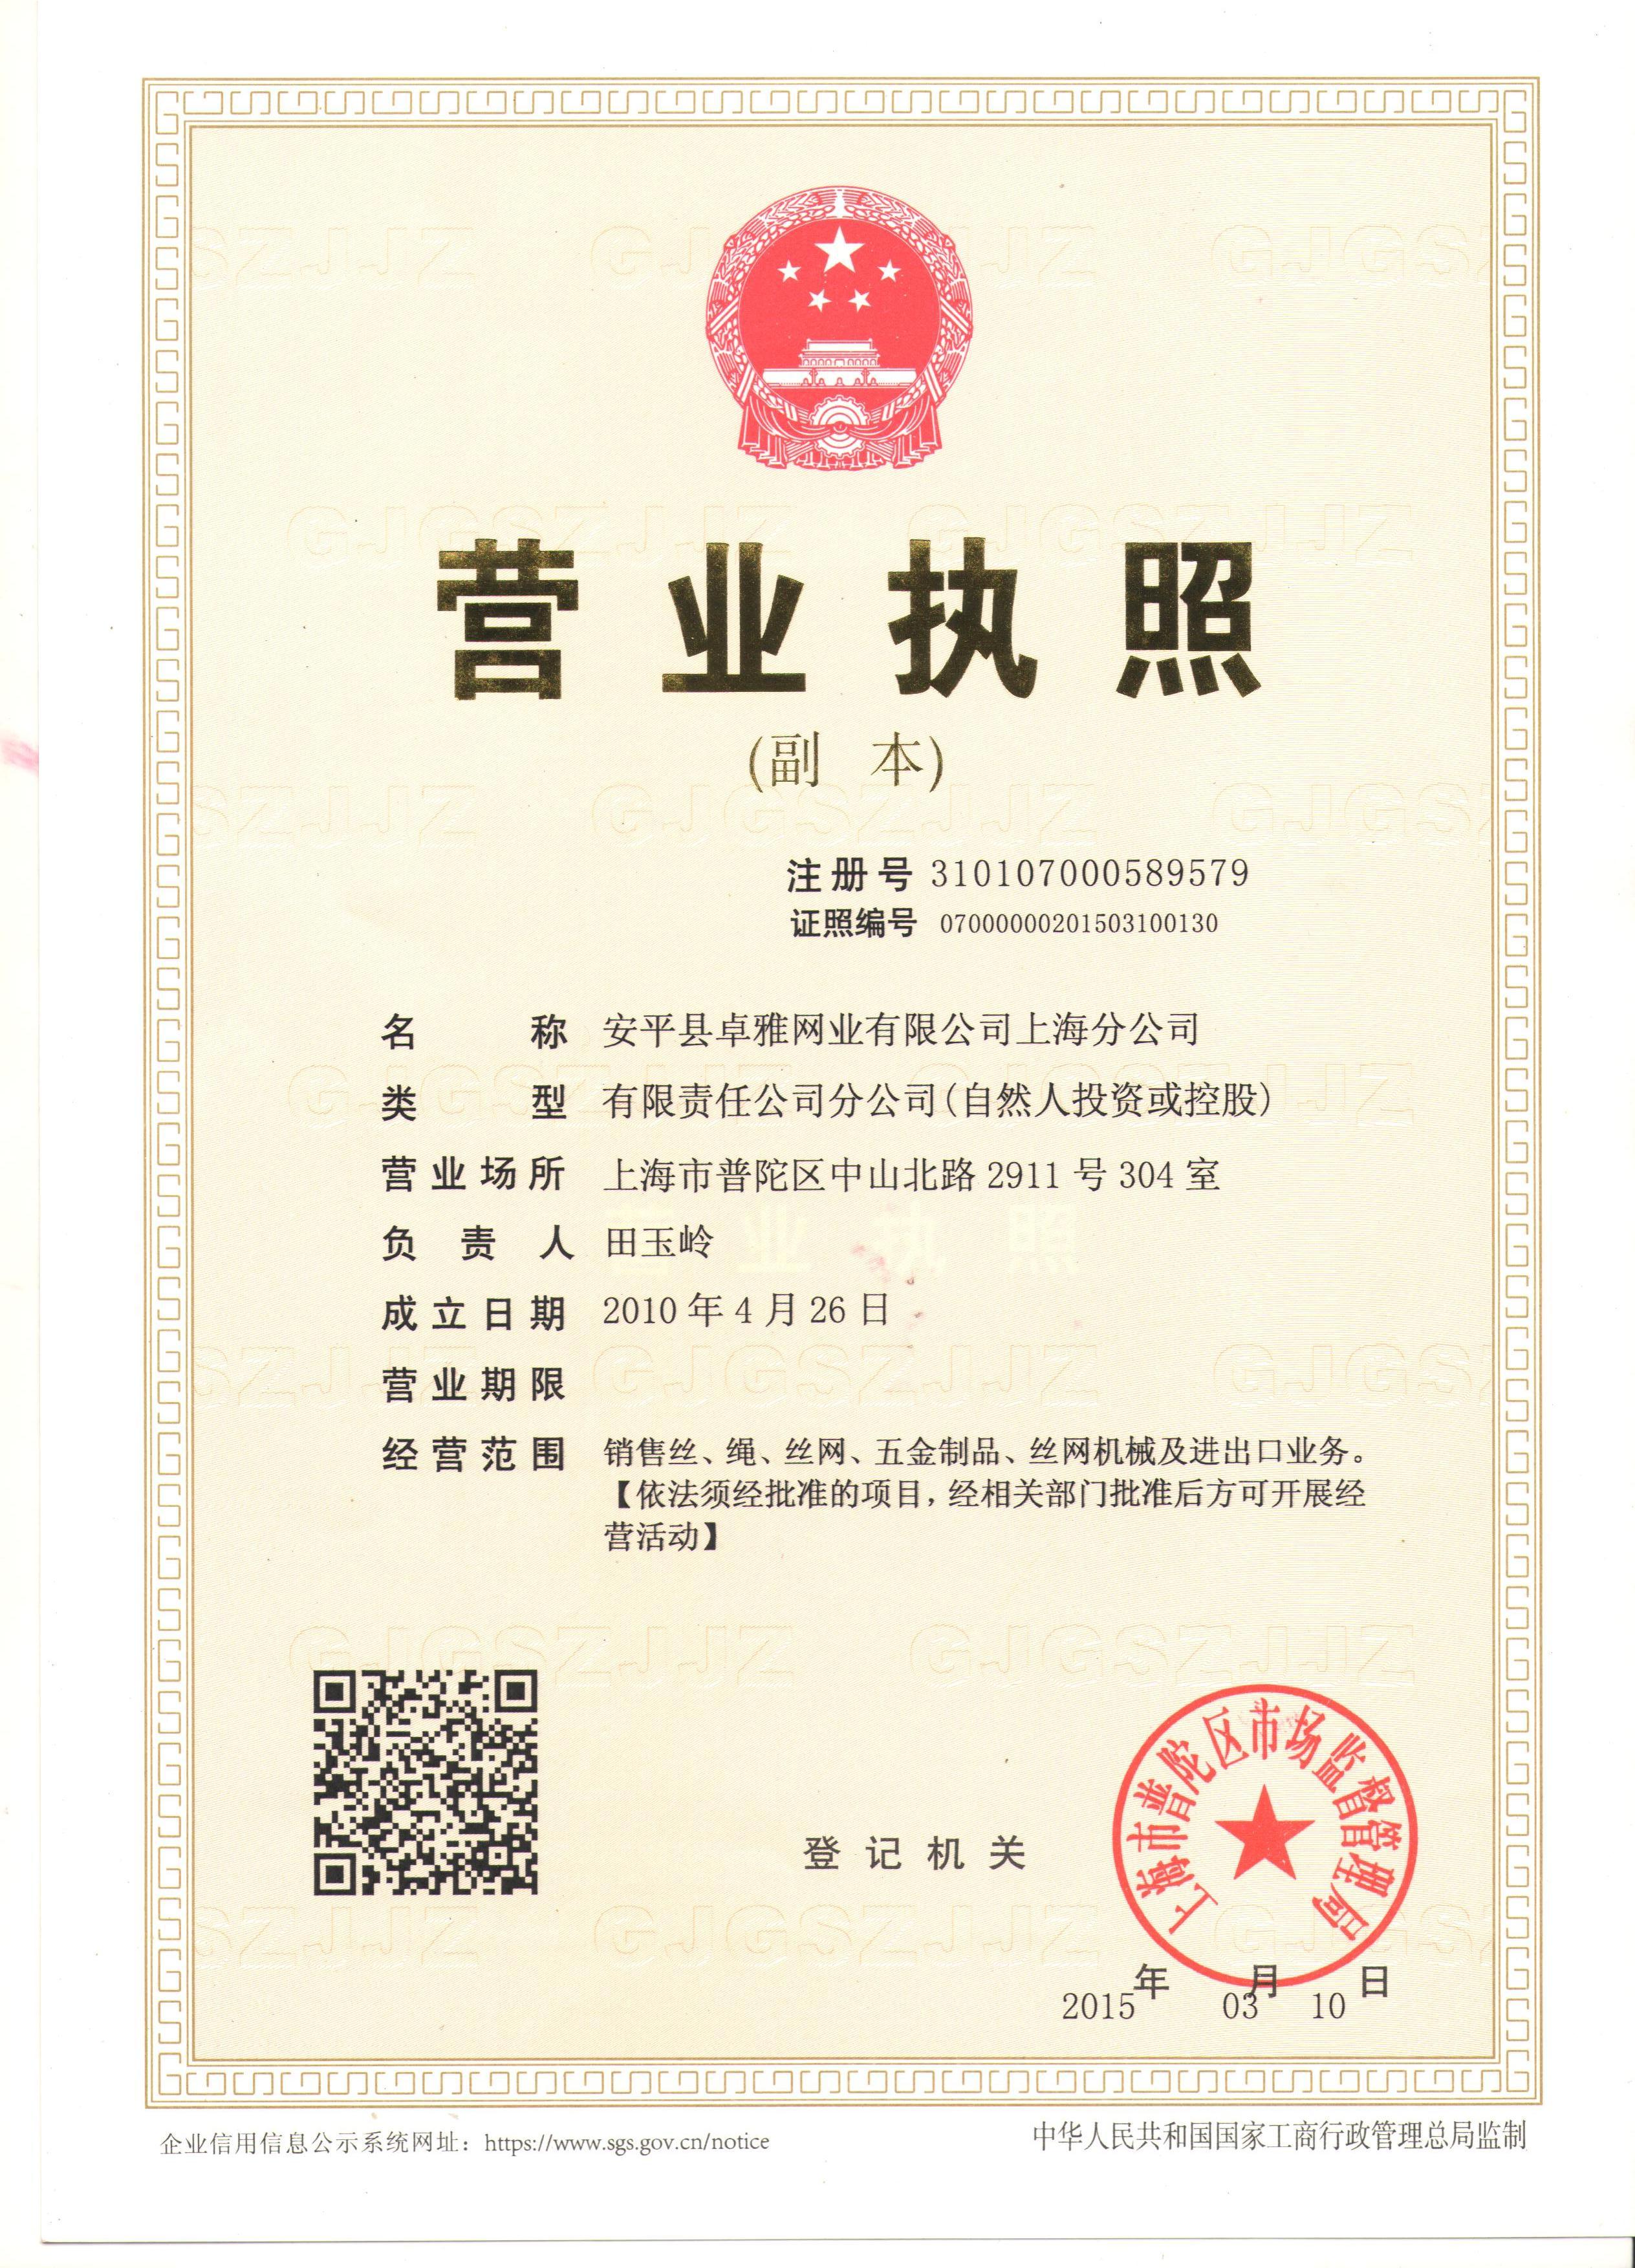 营业执照
(副 本)
注册号 310107000589579
证照编号 07000000201503100130
名 称 安平县卓雅网业有限公司上海分公司
类 型 有限责任公司分公司(自然人投资或控股)
营业场所 上海市普陀区中山北路 2911 号 304 室
负 责 人 田玉岭
成立日期 2010 年 4 月 26 日
营业期限
经营范围 销售丝、绳、丝网、五金制品、丝网机械及进出口业务。
【依法须经批准的项目,经相关部门批准后方可开展经
营活动】
上海市普陀区市场监督管理局
登记机关
2015年 03月 10日
企业信用信息公示系统网址: https://www.sgs.gov.cn/notice
中华人民共和国国家工商行政管理总局监制